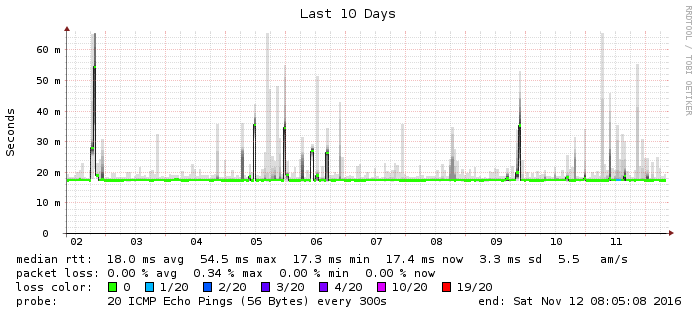 Last 10 Days
RRDTOOL / TOBI OETIKER
Seconds
60 m
50 m
40 m
30 m
20 m
10 m
0
02 03 04 05 06 07 08 09 10 11
median rtt: 18.0 ms avg 54.5 ms max 17.3 ms min 17.4 ms now 3.3 ms sd 5.5 am/s
packet loss: 0.00 % avg 0.34 % max 0.00 % min 0.00 % now
loss color: 0 1/20 2/20 3/20 4/20 10/20 19/20
probe: 20 ICMP Echo Pings (56 Bytes) every 300s end: Sat Nov 12 08:05:08 2016